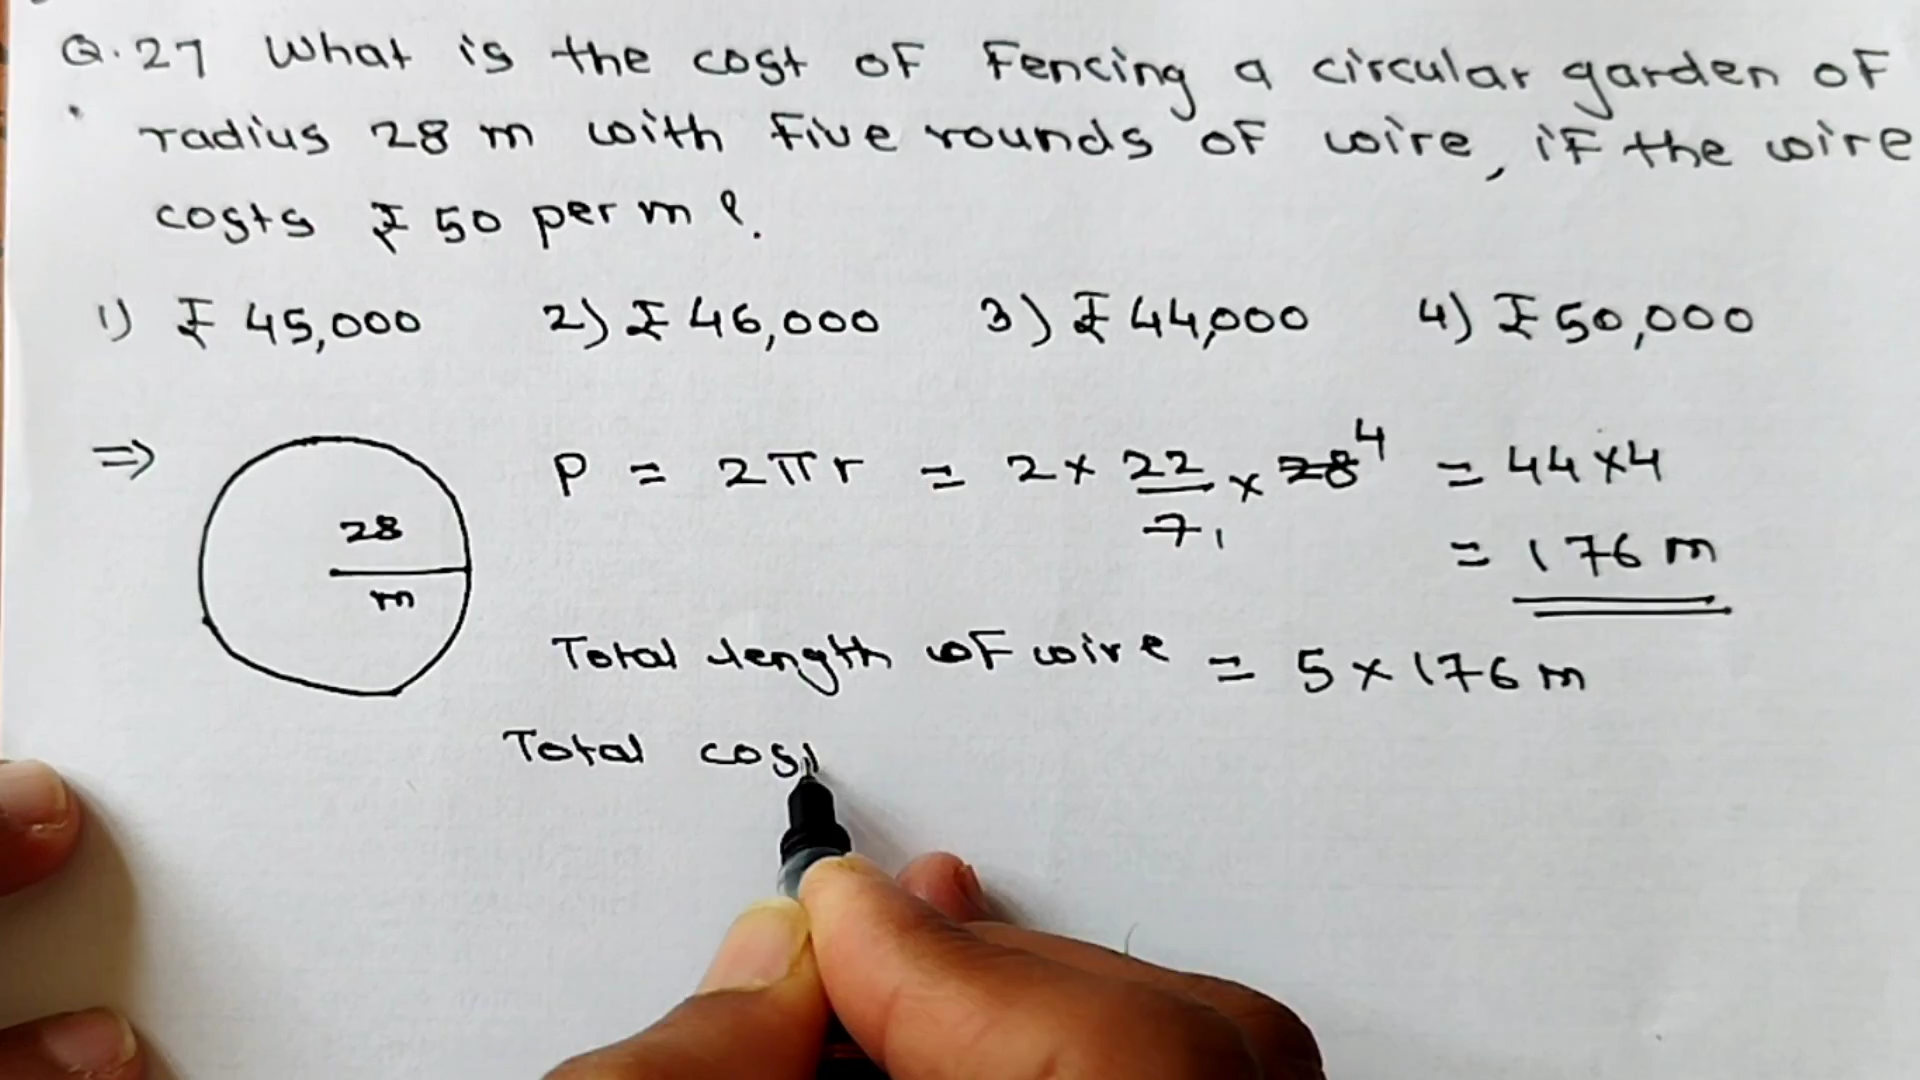 Q.27 What is the cost of Fencing a circular garden of
radius 28 m with five rounds of wire, if the wire
costs ₹ 50 per m ?
1) ₹ 45,000 2) ₹ 46,000 3) ₹ 44,000 4) ₹ 50,000
⇒ P = 2πr = 2 × 22/7 1 × 28 4 = 44 × 4
28
m
= 176 m
Total length of wire = 5 × 176 m
Total cost